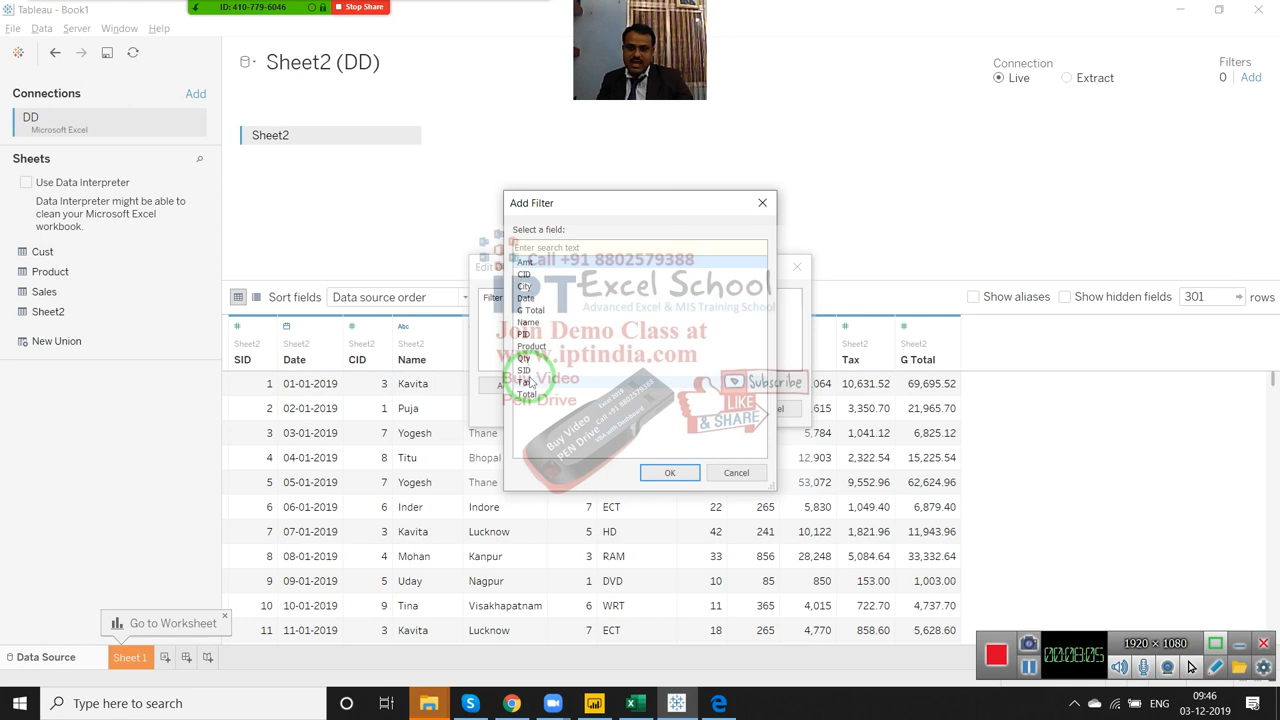 Tableau - Book1
ID: 410-779-6046
Stop Share
File Data Server Window Help
Connections
Add
DD
Microsoft Excel
Sheets
Use Data Interpreter
Data Interpreter might be able to
clean your Microsoft Excel
workbook.
Cust
Product
Sales
Sheet2
New Union
Sheet2 (DD)
Connection
Live
Extract
Filters
0
Add
Sheet2
Add Filter
Select a field:
Enter search text
Amt
CID
City
Date
G Total
Name
PID
Product
Qty
SID
Total
OK
Cancel
Call +91 8802579388
IPT Excel School
Advanced Excel & MIS Training School
Join Demo Class at
www.iptindia.com
Buy Video
Pen Drive
Buy Video
PEN Drive
Subscribe
LIKE
& SHARE
Sort fields
Data source order
Show aliases
Show hidden fields
301
rows
Sheet2 Sheet2 Sheet2 Sheet2 Sheet2 Sheet2
SID Date CID Name Tax G Total
1 01-01-2019 3 Kavita 10,631.52 69,695.52
2 02-01-2019 1 Puja 3,350.70 21,965.70
3 03-01-2019 7 Yogesh Thane 5,784 1,041.12 6,825.12
4 04-01-2019 8 Titu Bhopal 12,903 2,322.54 15,225.54
5 05-01-2019 7 Yogesh Thane 53,072 9,552.96 62,624.96
6 06-01-2019 6 Inder Indore 7 ECT 22 265 5,830 1,049.40 6,879.40
7 07-01-2019 3 Kavita Lucknow 5 HD 42 241 10,122 1,821.96 11,943.96
8 08-01-2019 4 Mohan Kanpur 3 RAM 33 856 28,248 5,084.64 33,332.64
9 09-01-2019 5 Uday Nagpur 1 DVD 10 85 850 153.00 1,003.00
10 10-01-2019 9 Tina Visakhapatnam 6 WRT 11 365 4,015 722.70 4,737.70
11 11-01-2019 3 Kavita Lucknow 7 ECT 18 265 4,770 858.60 5,628.60
Go to Worksheet
Data Source
Sheet 1
1920 × 1080
00:08:05
Type here to search
ENG
09:46
03-12-2019